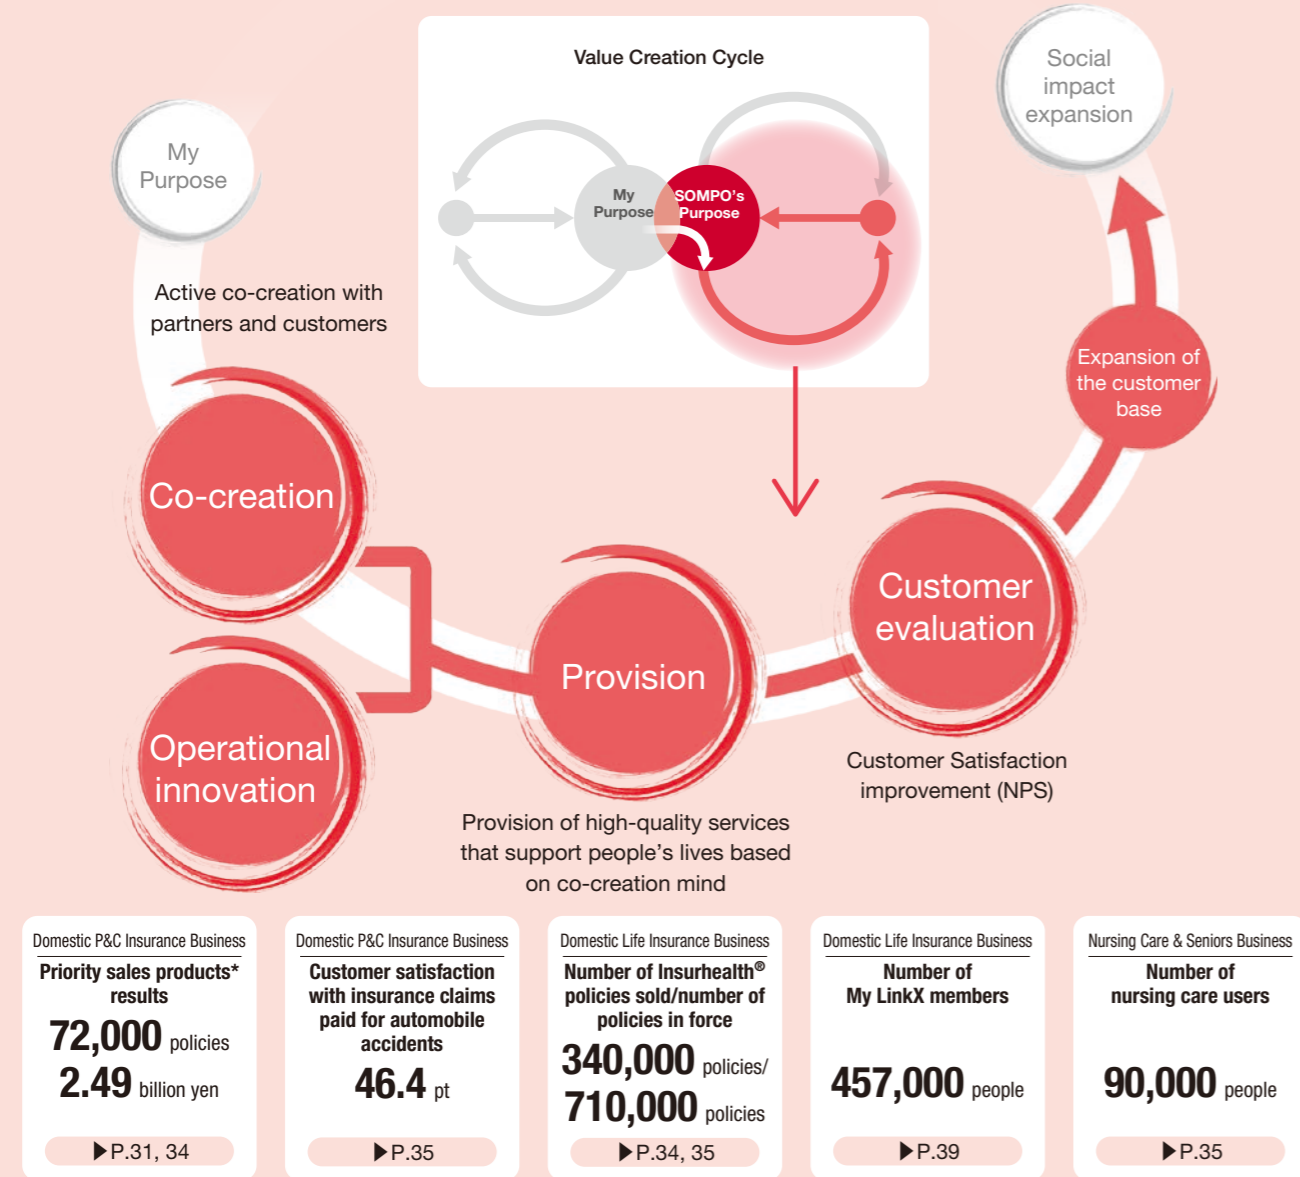 Value Creation Cycle
My
Purpose
SOMPO's
Purpose
Social
impact
expansion
My
Purpose
Active co-creation with
partners and customers
Expansion of
the customer
base
Co-creation
Customer
evaluation
Provision
Operational
innovation
Customer Satisfaction
improvement (NPS)
Provision of high-quality services
that support people's lives based
on co-creation mind
Domestic P&C Insurance Business
Priority sales products*
results
72,000 policies
2.49 billion yen
▶P.31, 34
Domestic P&C Insurance Business
Customer satisfaction
with insurance claims
paid for automobile
accidents
46.4 pt
▶P.35
Domestic Life Insurance Business
Number of Insurhealth®
policies sold/number of
policies in force
340,000 policies/
710,000 policies
▶P.34, 35
Domestic Life Insurance Business
Number of
My LinkX members
457,000 people
▶P.39
Nursing Care & Seniors Business
Number of
nursing care users
90,000 people
▶P.35